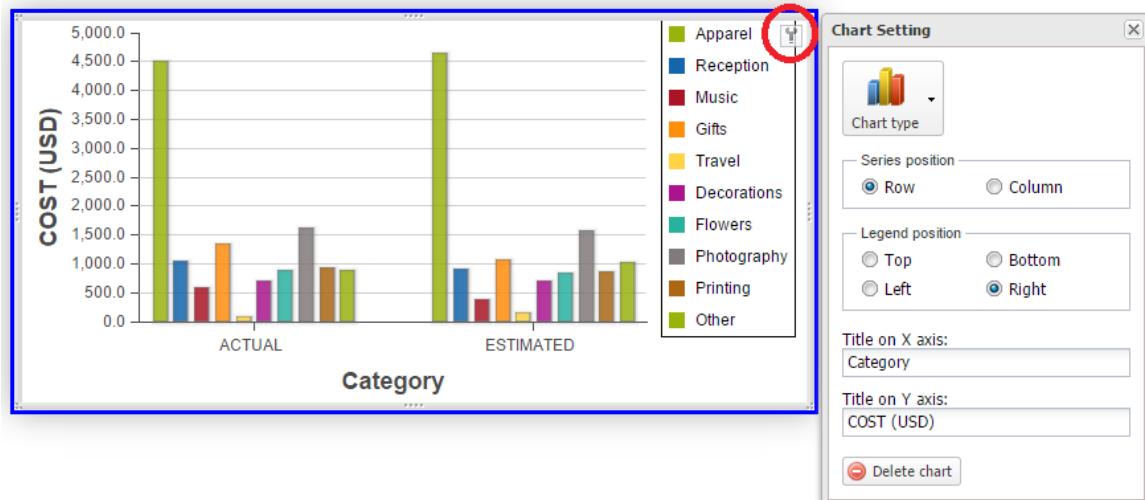 5,000.0
4,500.0
4,000.0
3,500.0
3,000.0
2,500.0
2,000.0
1,500.0
1,000.0
500.0
0.0
COST (USD)
ACTUAL
ESTIMATED
Category
Apparel
Reception
Music
Gifts
Travel
Decorations
Flowers
Photography
Printing
Other
Chart Setting
Chart type
Series position
Row Column
Legend position
Top Bottom
Left Right
Title on X axis:
Category
Title on Y axis:
COST (USD)
Delete chart